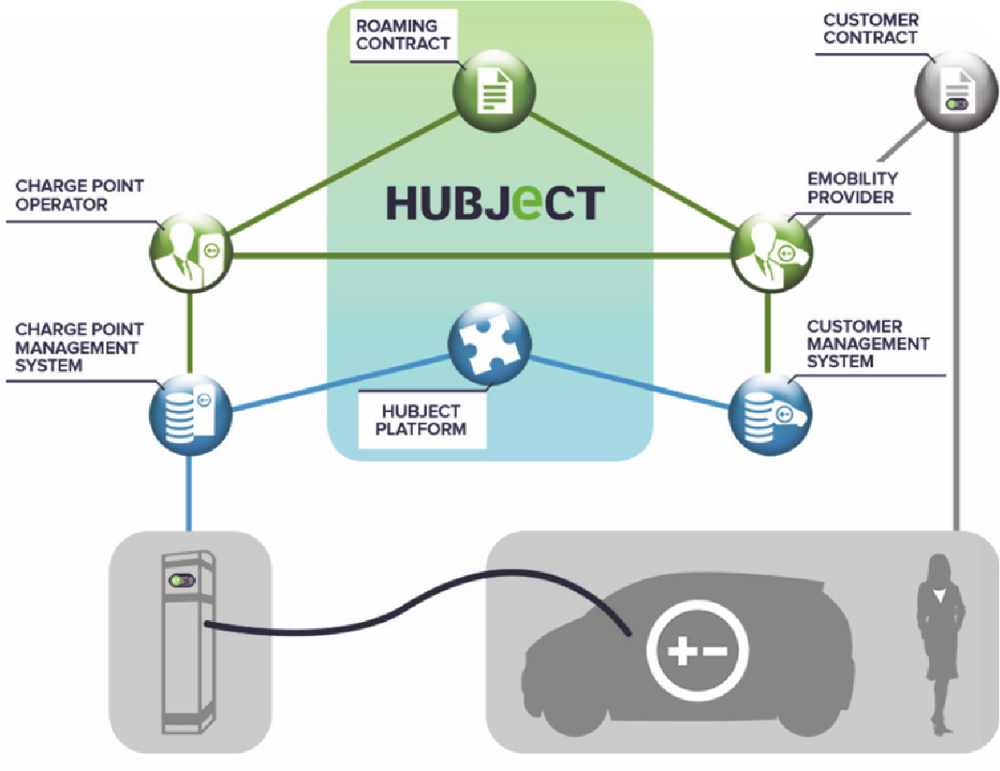 ROAMING
CONTRACT
CUSTOMER
CONTRACT
CHARGE POINT
OPERATOR
HUBJeCT
EMOBILITY
PROVIDER
CHARGE POINT
MANAGEMENT
SYSTEM
CUSTOMER
MANAGEMENT
SYSTEM
HUBJECT
PLATFORM